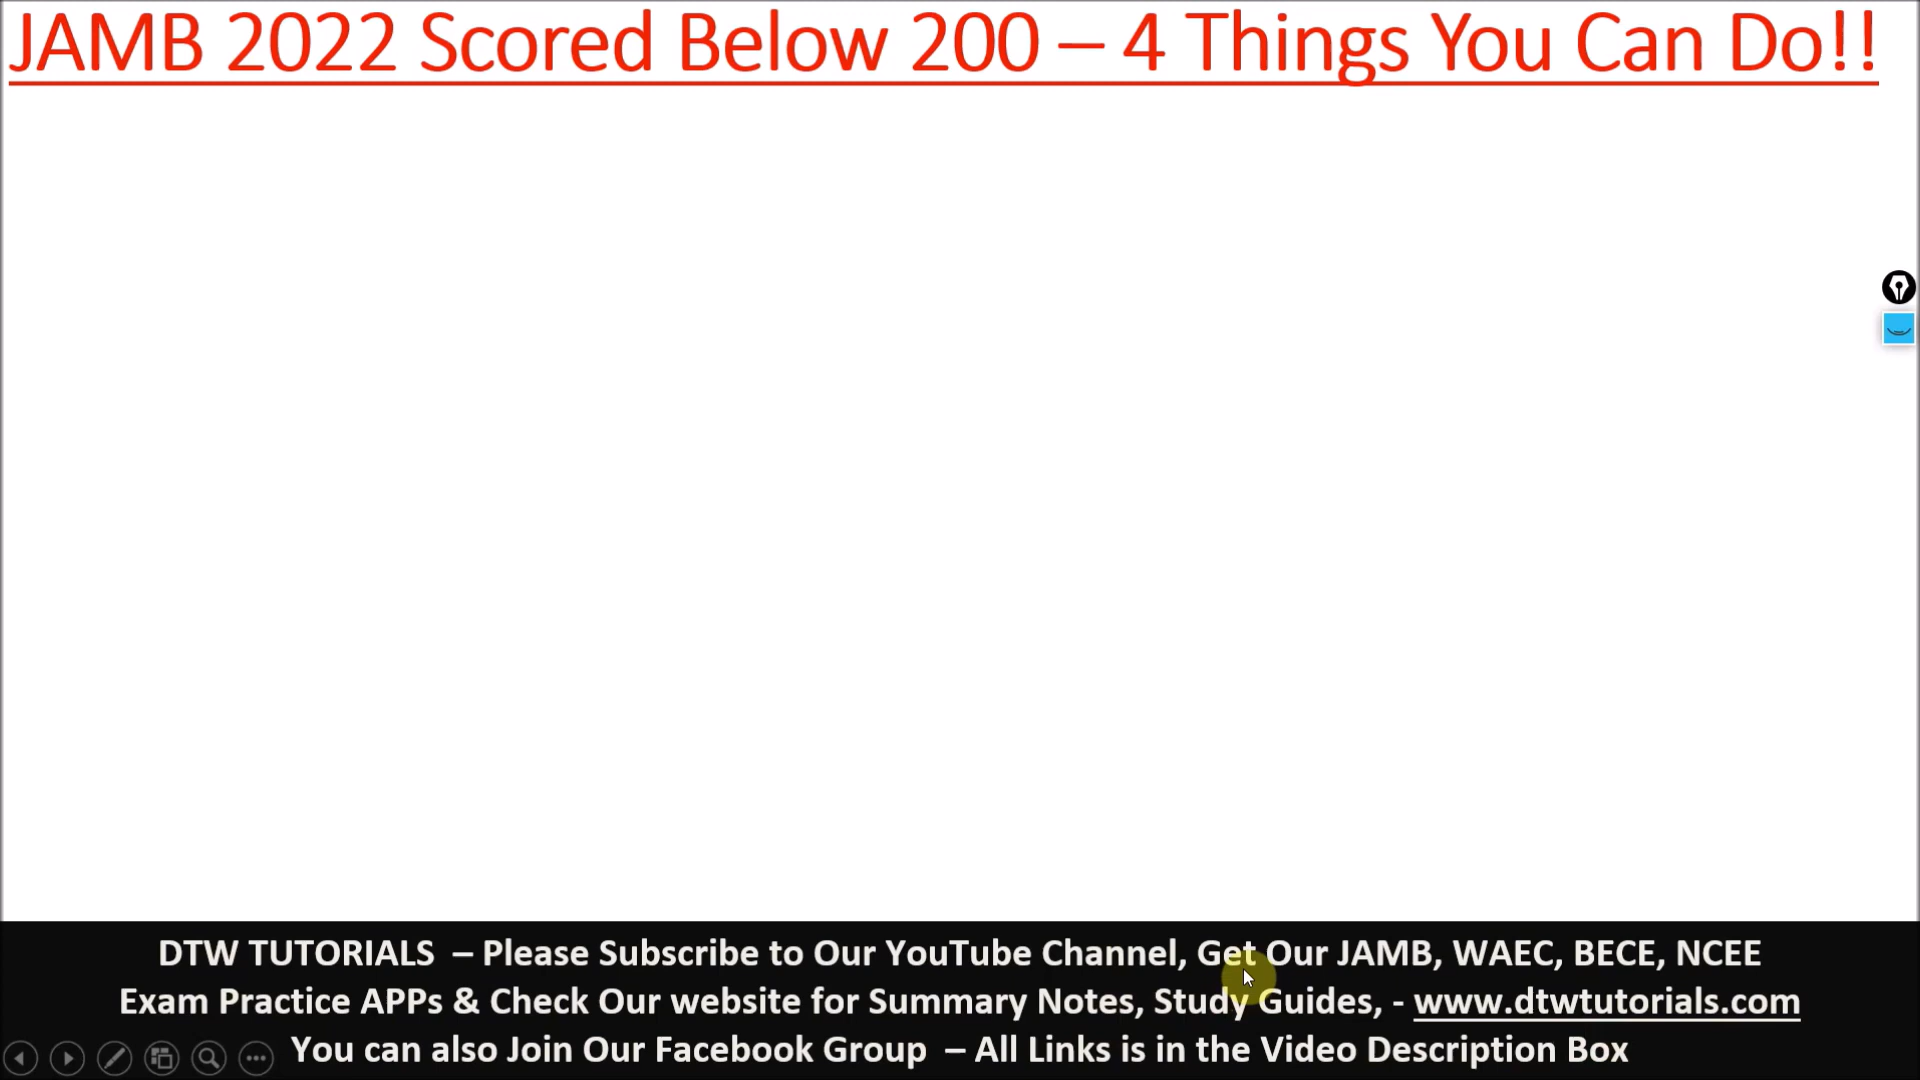 JAMB 2022 Scored Below 200 – 4 Things You Can Do!!
DTW TUTORIALS – Please Subscribe to Our YouTube Channel, Get Our JAMB, WAEC, BECE, NCEE
Exam Practice APPs & Check Our website for Summary Notes, Study Guides, - www.dtwtutorials.com
You can also Join Our Facebook Group – All Links is in the Video Description Box